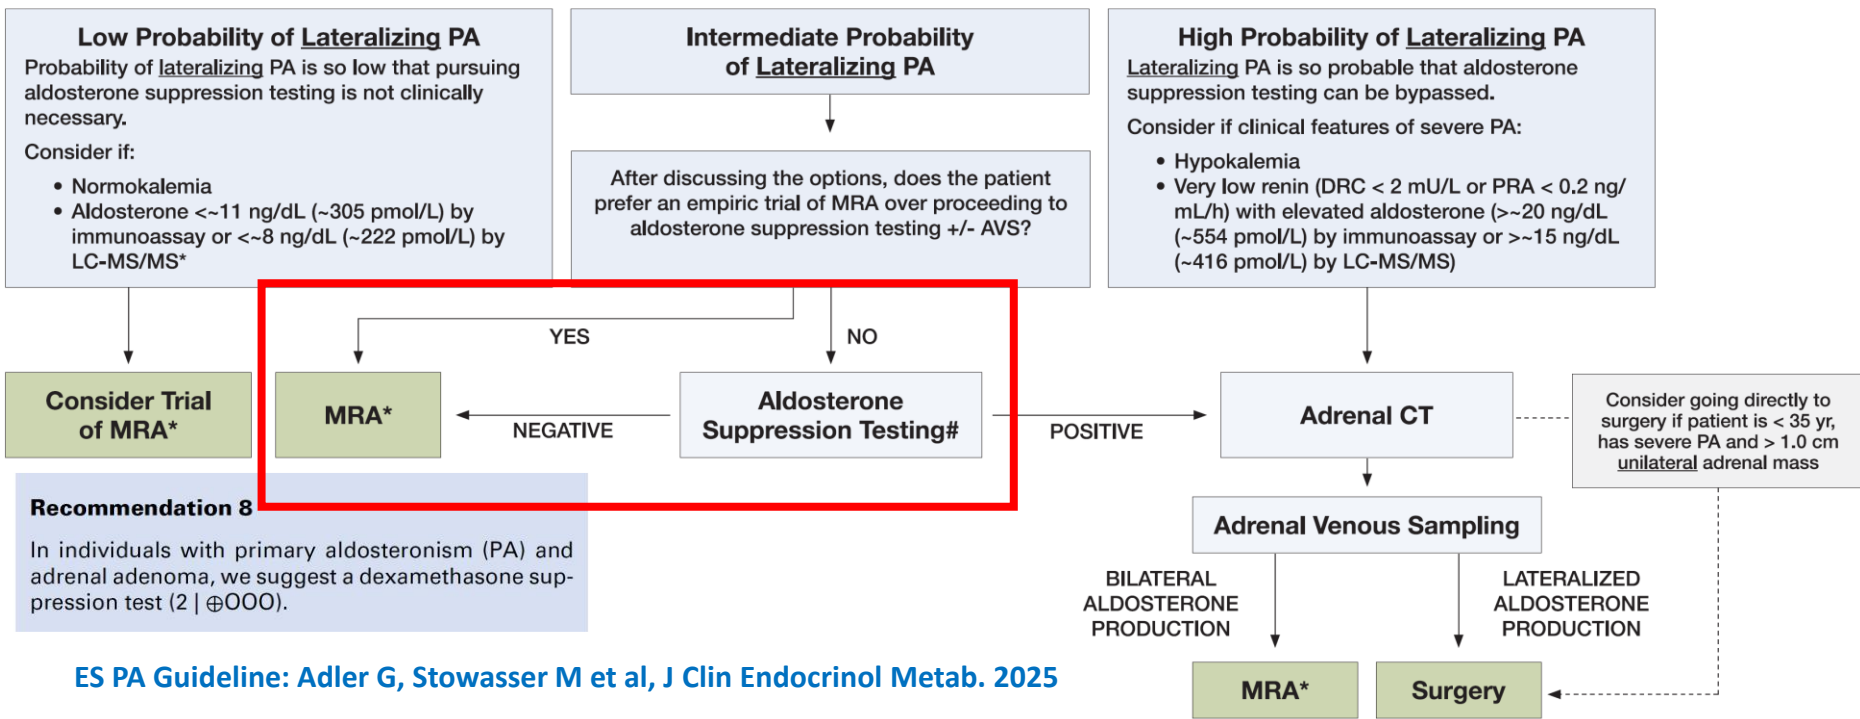 Low Probability of Lateralizing PA
Probability of lateralizing PA is so low that pursuing
aldosterone suppression testing is not clinically
necessary.
Consider if:
• Normokalemia
• Aldosterone <~11 ng/dL (~305 pmol/L) by
immunoassay or <~8 ng/dL (~222 pmol/L) by
LC-MS/MS*
Intermediate Probability
of Lateralizing PA
After discussing the options, does the patient
prefer an empiric trial of MRA over proceeding to
aldosterone suppression testing +/- AVS?
High Probability of Lateralizing PA
Lateralizing PA is so probable that aldosterone
suppression testing can be bypassed.
Consider if clinical features of severe PA:
• Hypokalemia
• Very low renin (DRC < 2 mU/L or PRA < 0.2 ng/
mL/h) with elevated aldosterone (>~20 ng/dL
(~554 pmol/L) by immunoassay or >~15 ng/dL
(~416 pmol/L) by LC-MS/MS)
YES
NO
Consider Trial
of MRA*
MRA*
NEGATIVE
Aldosterone
Suppression Testing#
POSITIVE
Adrenal CT
Consider going directly to
surgery if patient is < 35 yr,
has severe PA and > 1.0 cm
unilateral adrenal mass
Recommendation 8
In individuals with primary aldosteronism (PA) and
adrenal adenoma, we suggest a dexamethasone sup-
pression test (2 | ⊕OOO).
Adrenal Venous Sampling
BILATERAL
ALDOSTERONE
PRODUCTION
LATERALIZED
ALDOSTERONE
PRODUCTION
MRA*
Surgery
ES PA Guideline: Adler G, Stowasser M et al, J Clin Endocrinol Metab. 2025